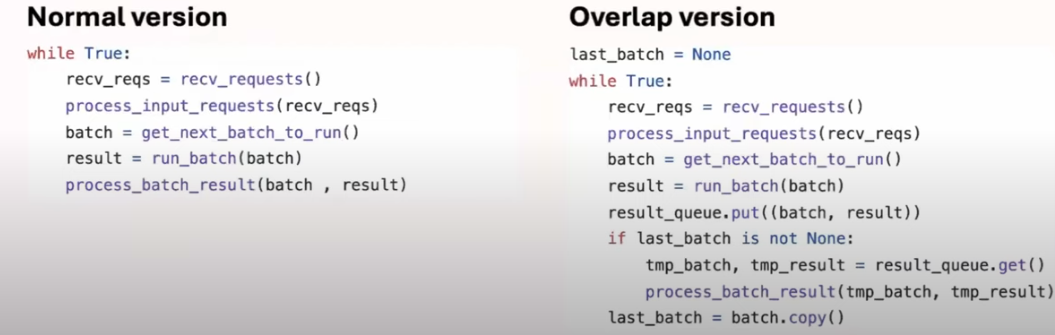 Normal version
while True:
    recv_reqs = recv_requests()
    process_input_requests(recv_reqs)
    batch = get_next_batch_to_run()
    result = run_batch(batch)
    process_batch_result(batch , result)
Overlap version
last_batch = None
while True:
    recv_reqs = recv_requests()
    process_input_requests(recv_reqs)
    batch = get_next_batch_to_run()
    result = run_batch(batch)
    result_queue.put((batch, result))
    if last_batch is not None:
        tmp_batch, tmp_result = result_queue.get()
        process_batch_result(tmp_batch, tmp_result)
    last_batch = batch.copy()